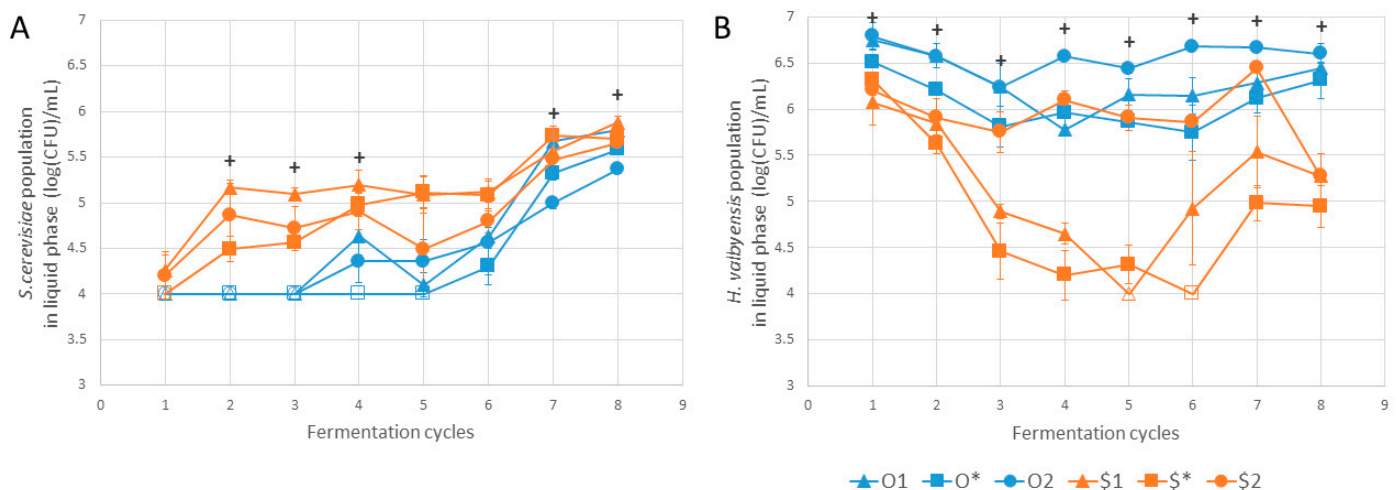 A
S.cerevisiae population
in liquid phase (log(CFU)/mL)
7
6.5
6
5.5
5
4.5
4
3.5
3
+ + + + +
0 1 2 3 4 5 6 7 8 9
Fermentation cycles
B
H. valbyensis population
in liquid phase (log(CFU)/mL)
7
6.5
6
5.5
5
4.5
4
3.5
3
+ + + + + + + +
0 1 2 3 4 5 6 7 8 9
Fermentation cycles
O1 O* O2 $1 $* $2